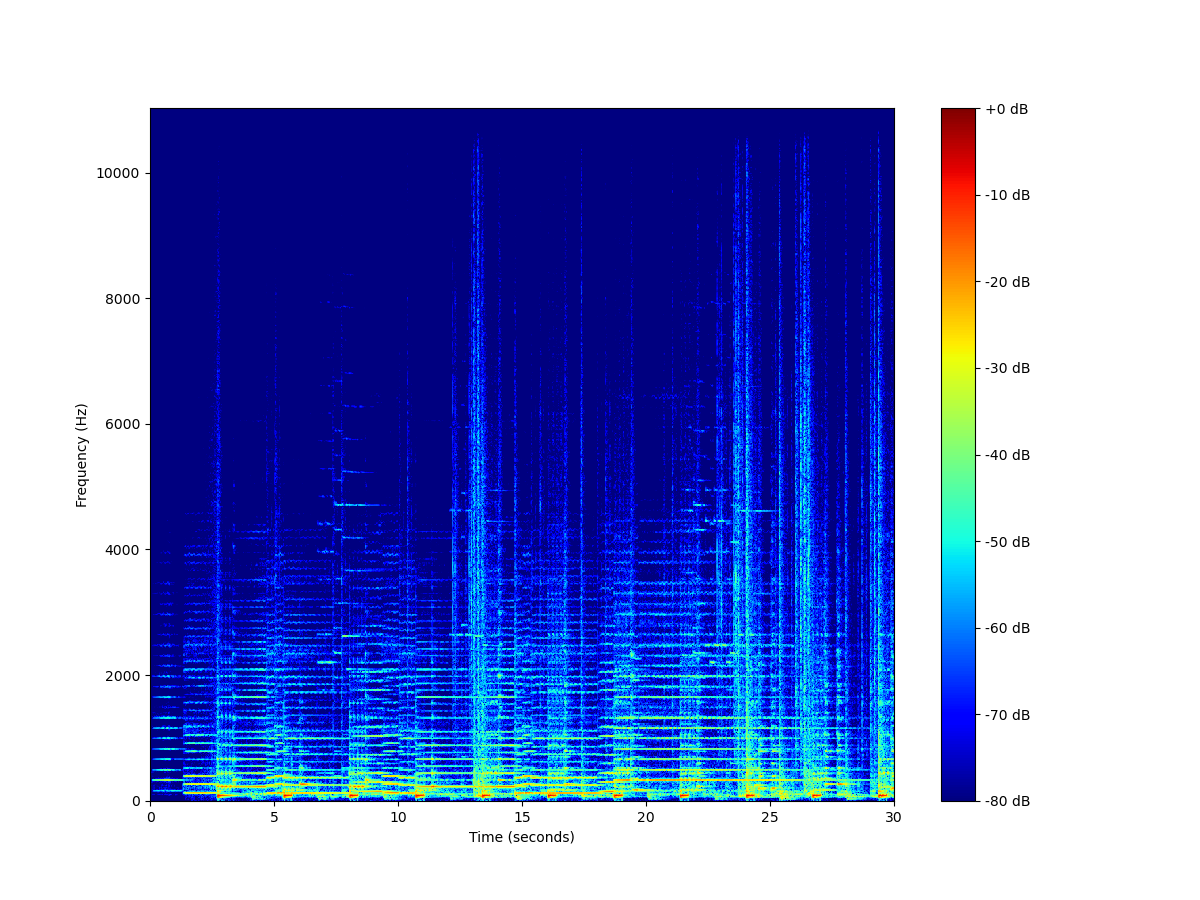 10000
8000
6000
4000
2000
0
Frequency (Hz)
0 5 10 15 20 25 30
Time (seconds)
+0 dB
-10 dB
-20 dB
-30 dB
-40 dB
-50 dB
-60 dB
-70 dB
-80 dB